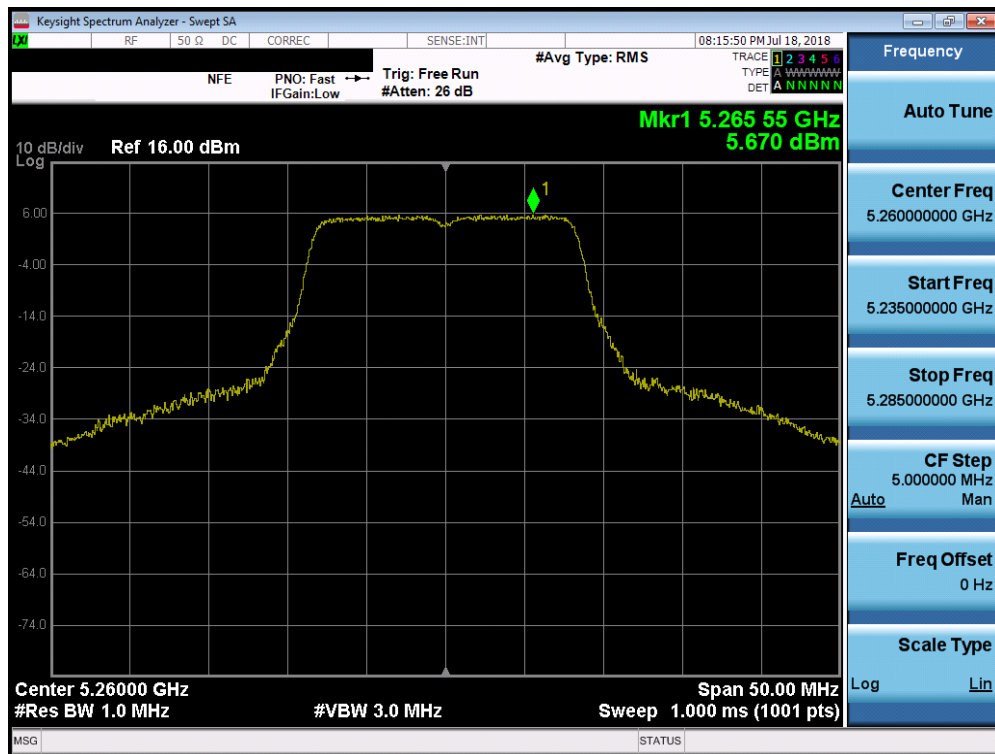 Keysight Spectrum Analyzer - Swept SA
LXI RF 50 Ω DC CORREC SENSE:INT 08:15:50 PM Jul 18, 2018
#Avg Type: RMS
TRACE 1 2 3 4 5 6
TYPE A WWWWW
DET A N N N N N
NFE PNO: Fast Trig: Free Run
IFGain:Low #Atten: 26 dB
Mkr1 5.265 55 GHz
5.670 dBm
10 dB/div Ref 16.00 dBm
Log
1
6.00
-4.00
-14.0
-24.0
-34.0
-44.0
-54.0
-64.0
-74.0
Center 5.26000 GHz Span 50.00 MHz
#Res BW 1.0 MHz #VBW 3.0 MHz Sweep 1.000 ms (1001 pts)
MSG STATUS
Frequency
Auto Tune
Center Freq
5.260000000 GHz
Start Freq
5.235000000 GHz
Stop Freq
5.285000000 GHz
CF Step
5.000000 MHz
Auto Man
Freq Offset
0 Hz
Scale Type
Log Lin